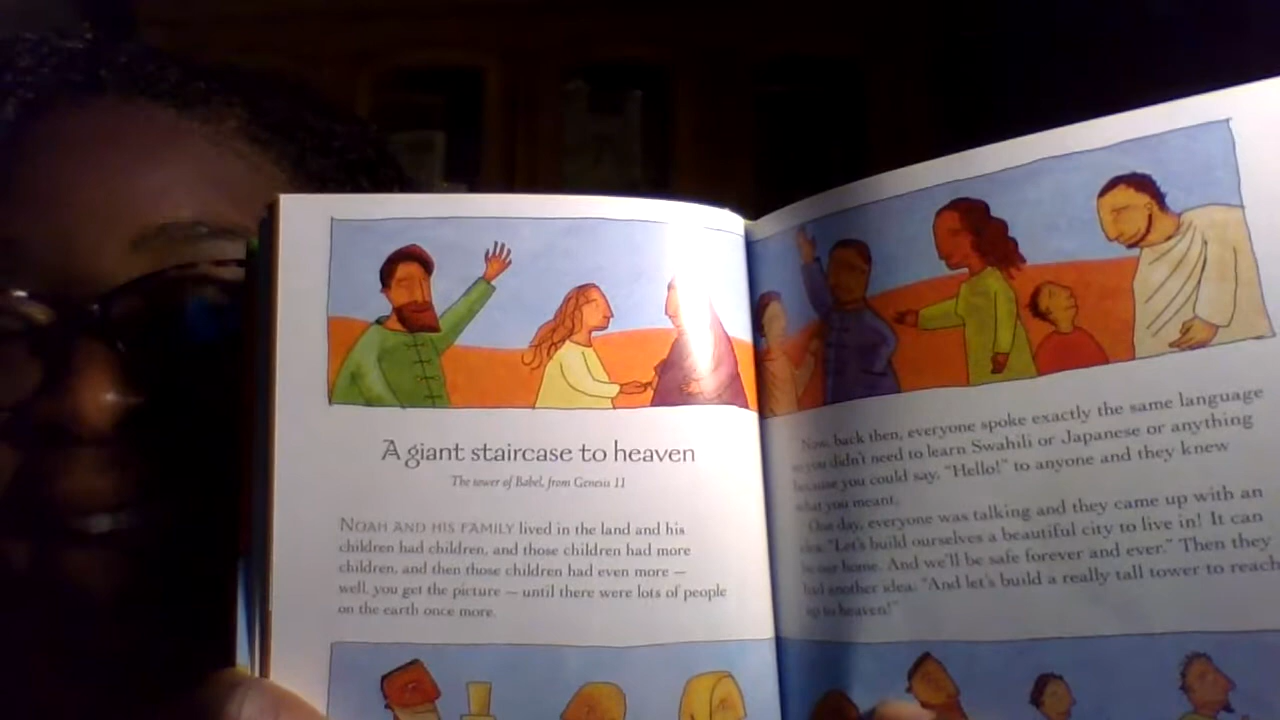 A giant staircase to heaven
The tower of Babel, from Genesis 11
NOAH AND HIS FAMILY lived in the land and his
children had children, and those children had more
children, and then those children had even more —
well, you get the picture — until there were lots of people
on the earth once more.
Now, back then, everyone spoke exactly the same language
so you didn't need to learn Swahili or Japanese or anything
because you could say, "Hello!" to anyone and they knew
what you meant.
One day, everyone was talking and they came up with an
idea. "Let's build ourselves a beautiful city to live in! It can
be our home. And we'll be safe forever and ever." Then they
had another idea. "And let's build a really tall tower to reach
up to heaven!"